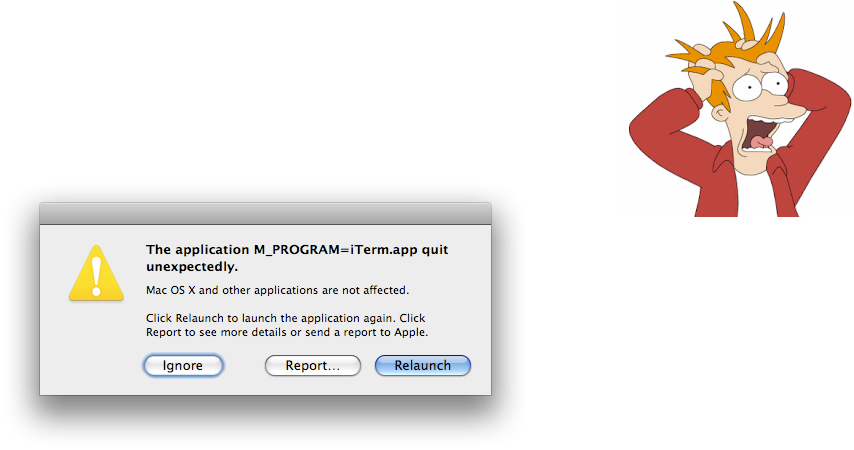 The application M_PROGRAM=iTerm.app quit
unexpectedly.
Mac OS X and other applications are not affected.
Click Relaunch to launch the application again. Click
Report to see more details or send a report to Apple.
Ignore
Report...
Relaunch